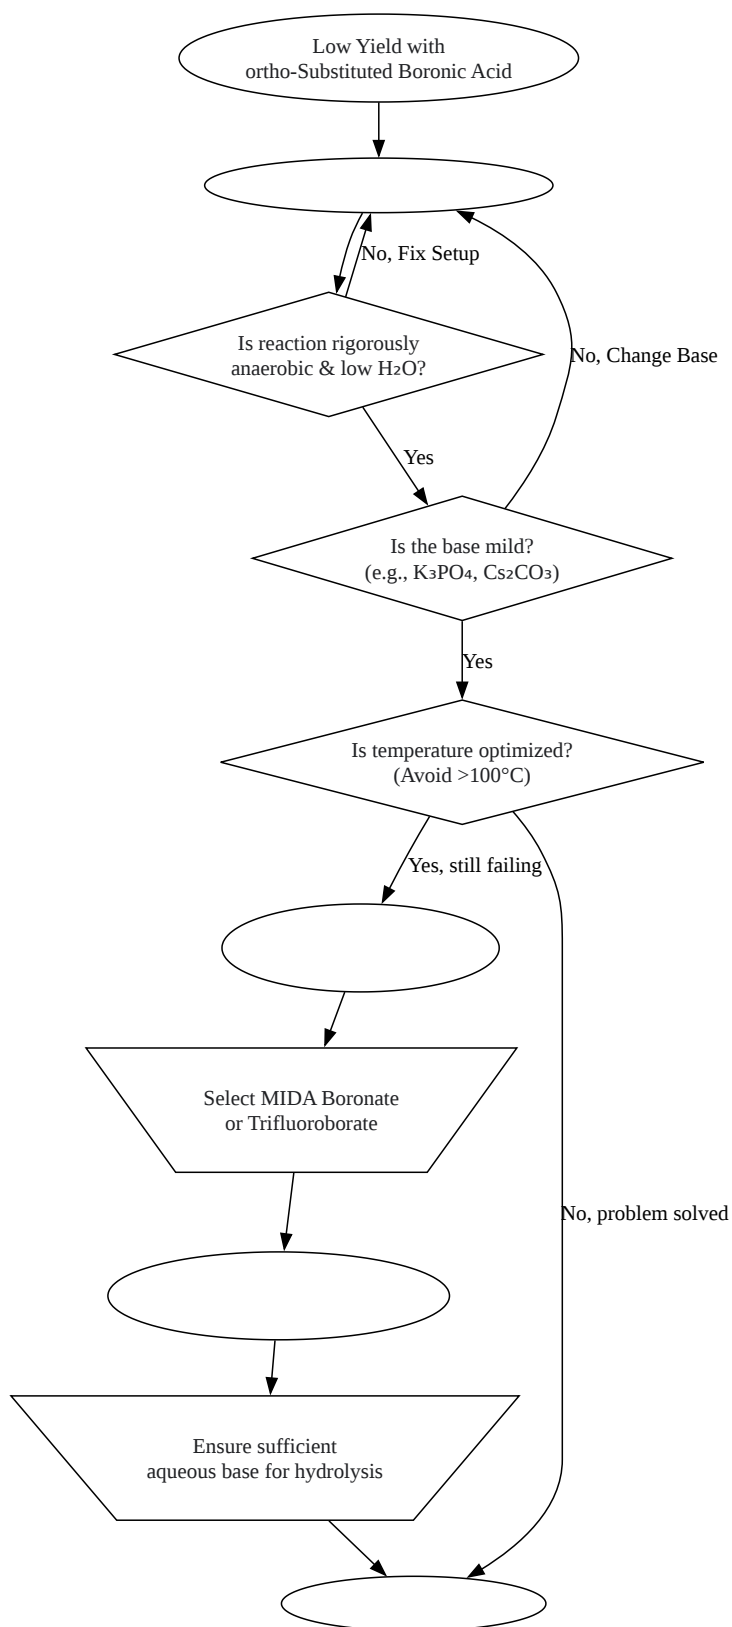 Low Yield with
ortho-Substituted Boronic Acid
No, Fix Setup
Is reaction rigorously
anaerobic & low H₂O?
No, Change Base
Yes
Is the base mild?
(e.g., K₃PO₄, Cs₂CO₃)
Yes
Is temperature optimized?
(Avoid >100°C)
Yes, still failing
Select MIDA Boronate
or Trifluoroborate
No, problem solved
Ensure sufficient
aqueous base for hydrolysis